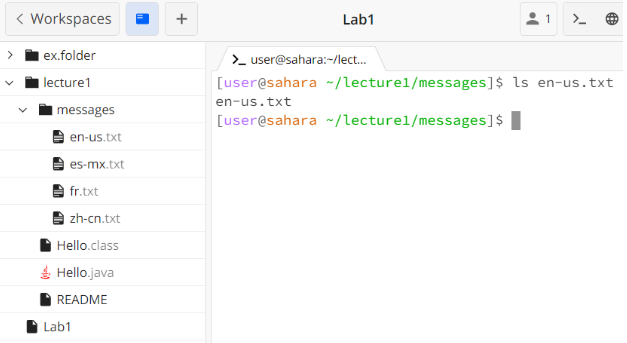 Workspaces
Lab1
1
ex.folder
lecture1
messages
en-us.txt
es-mx.txt
fr.txt
zh-cn.txt
Hello.class
Hello.java
README
Lab1
user@sahara:~/lect...
[user@sahara ~/lecture1/messages]$ ls en-us.txt
en-us.txt
[user@sahara ~/lecture1/messages]$